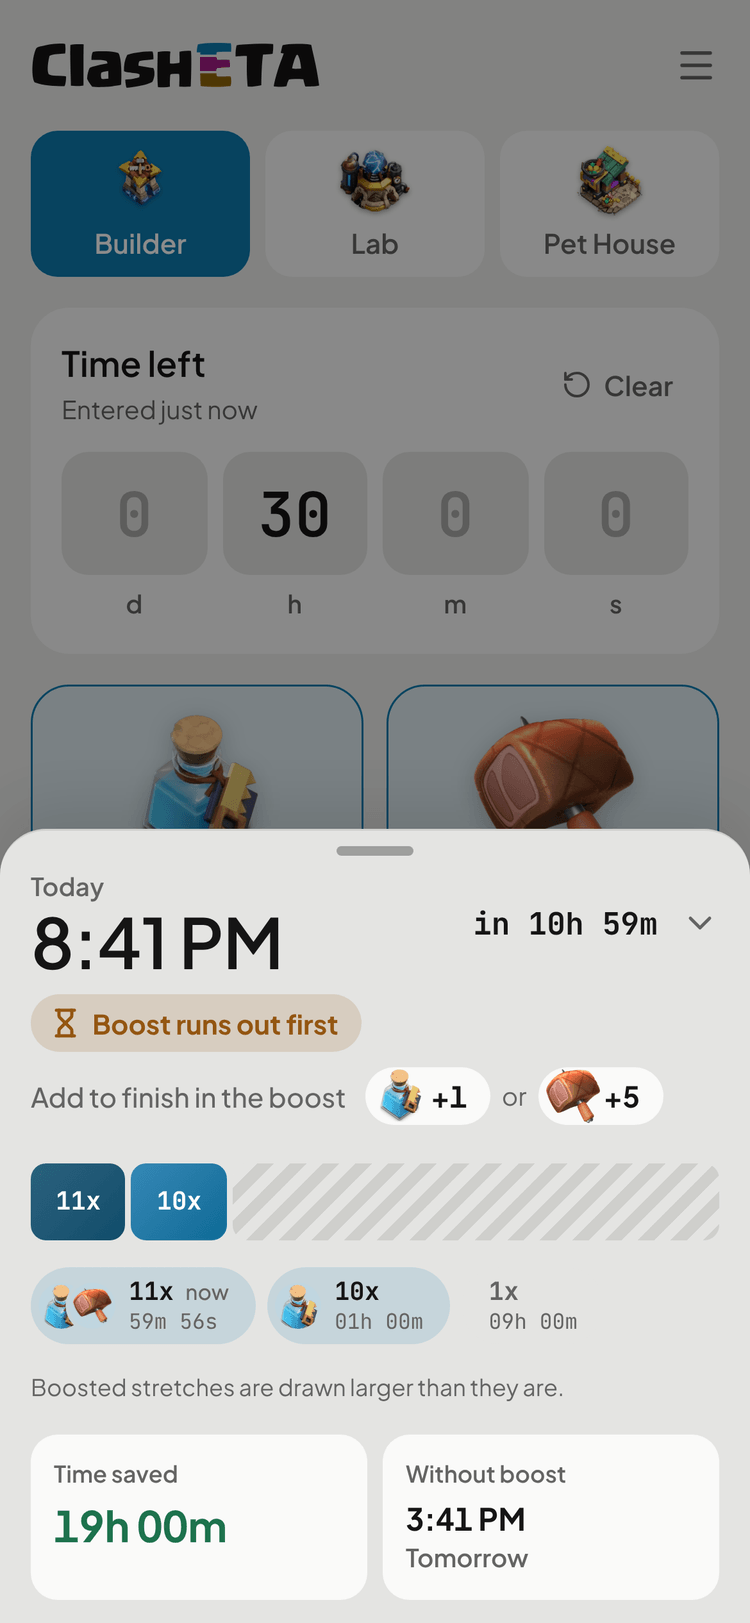 ClasHETA
Builder
Lab
Pet House
Time left
Entered just now
Clear
0
30
0
0
d
h
m
s
Today
8:41 PM
in 10h 59m
Boost runs out first
Add to finish in the boost
+1
or
+5
11x
10x
11x now
59m 56s
10x
01h 00m
1x
09h 00m
Boosted stretches are drawn larger than they are.
Time saved
19h 00m
Without boost
3:41 PM
Tomorrow